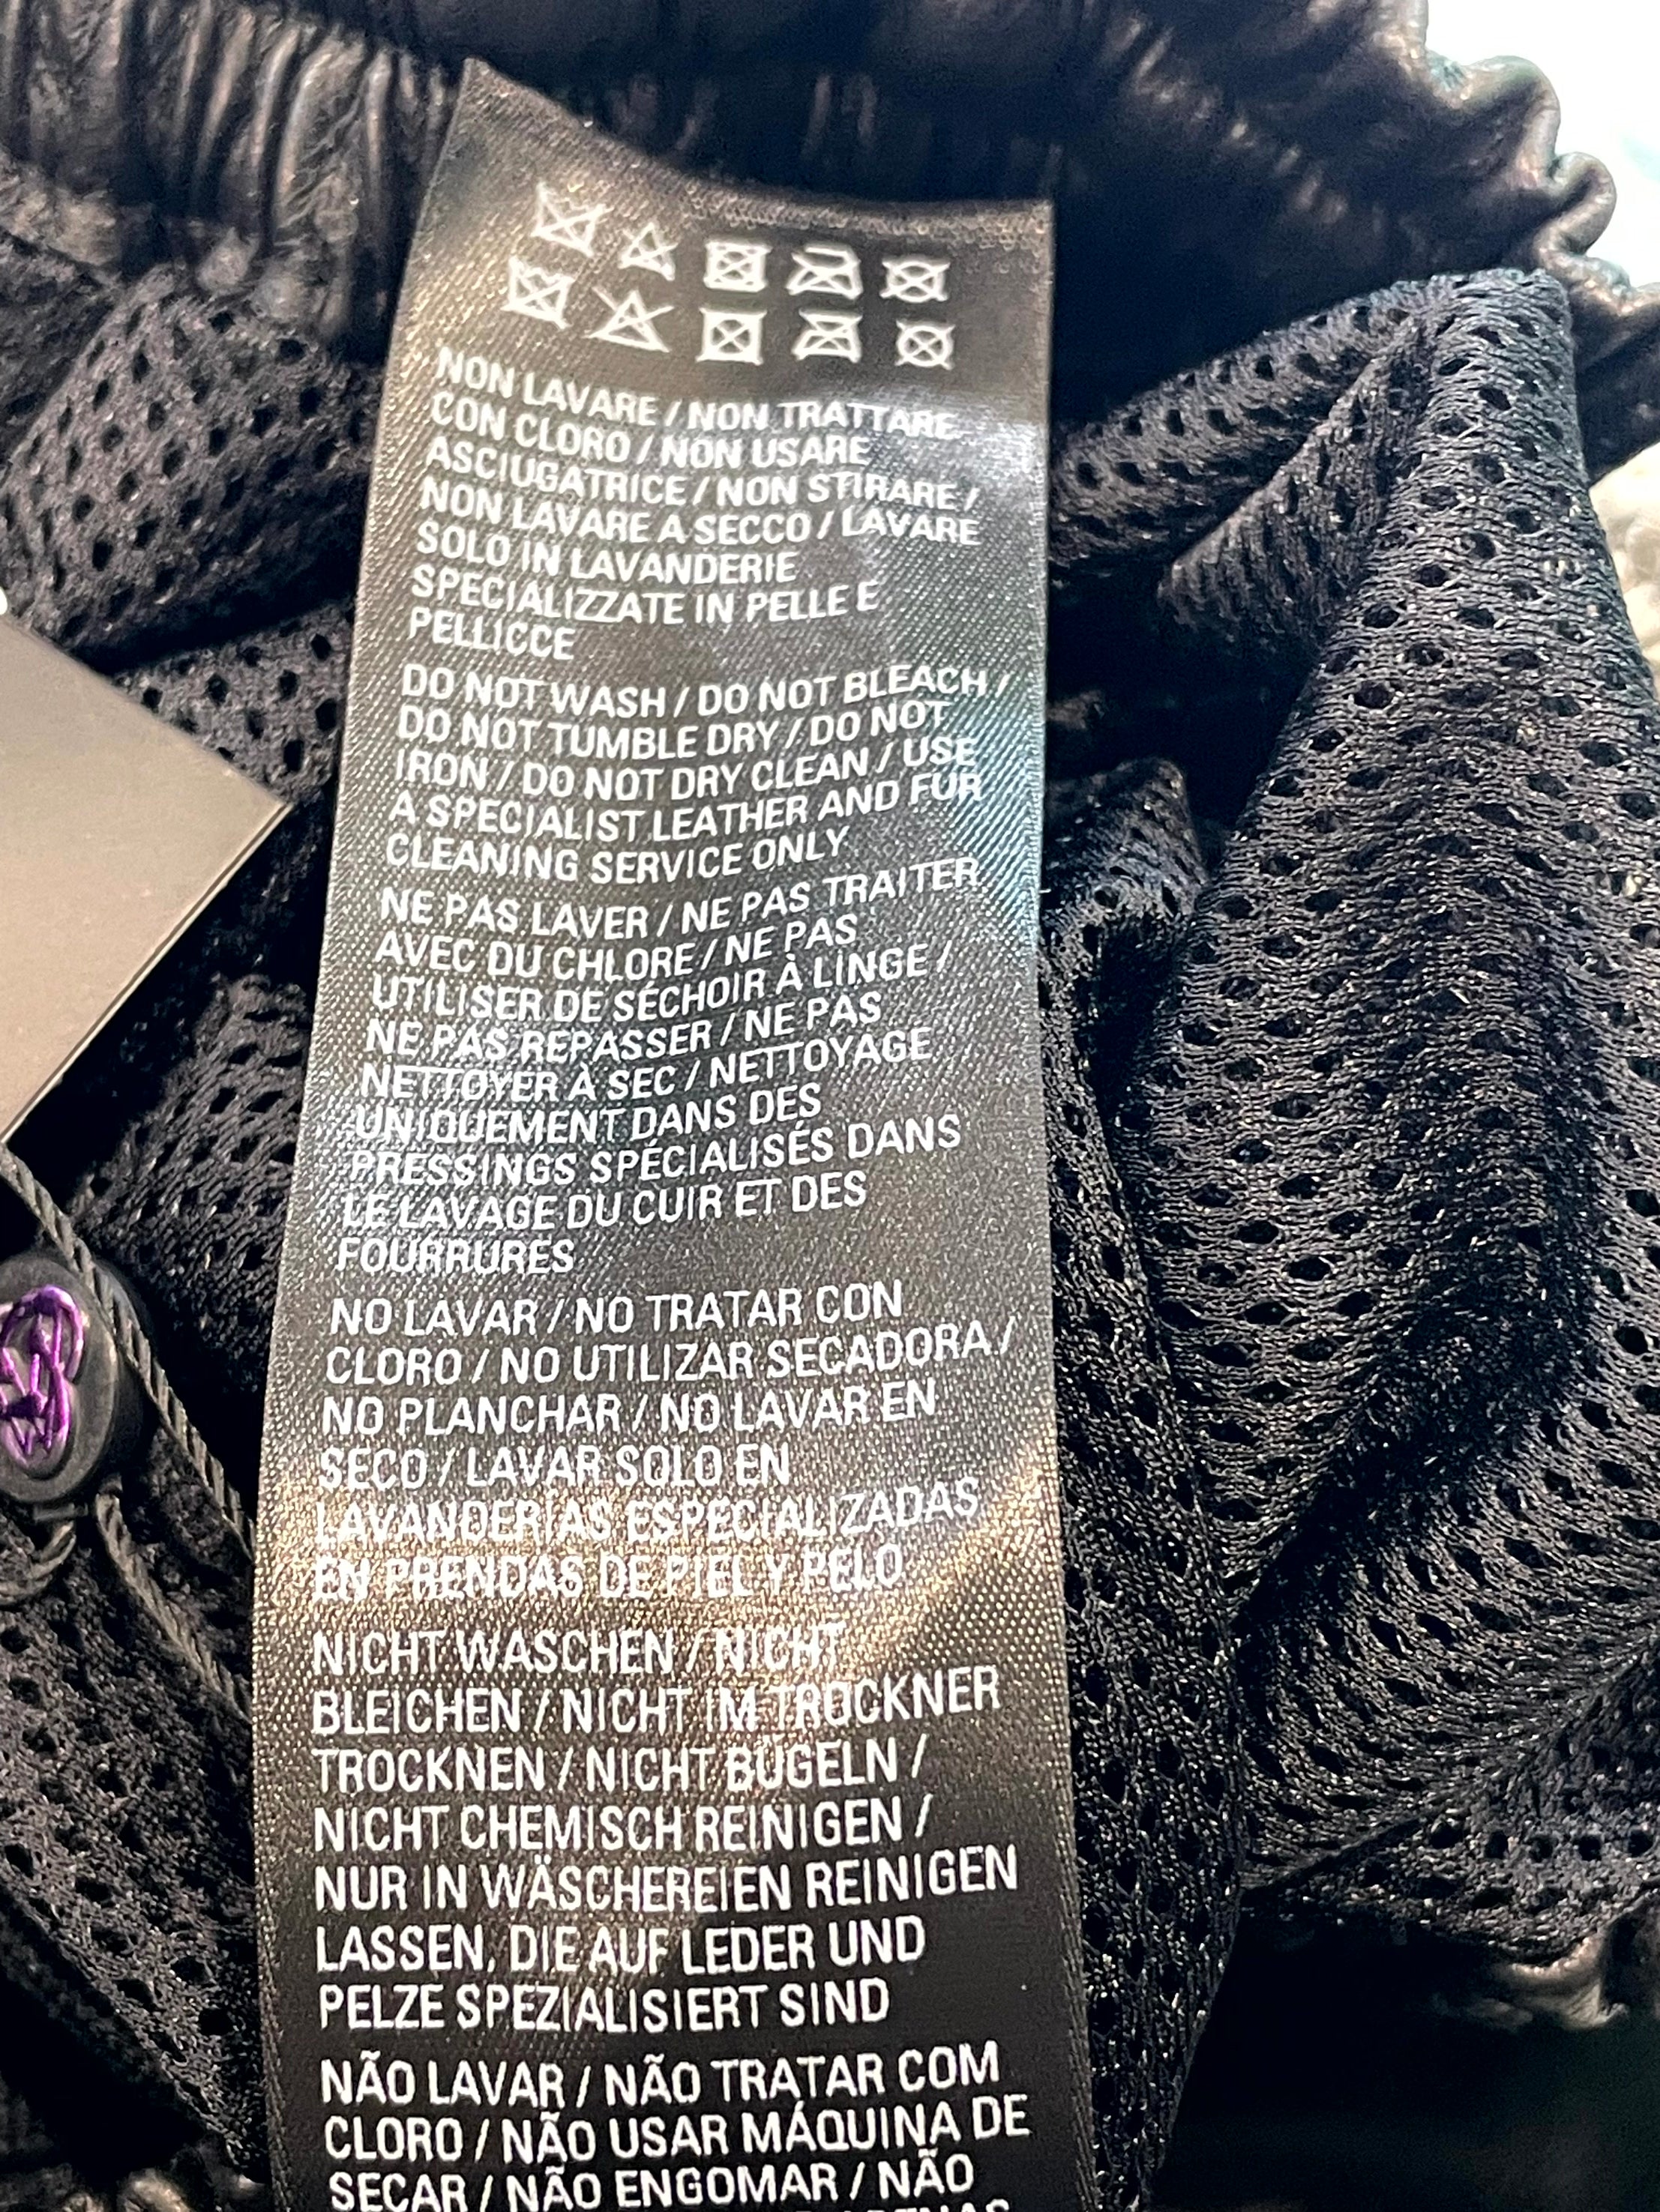 NON LAVARE / NON TRATTARE
CON CLORO / NON USARE
ASCIUGATRICE / NON STIRARE /
NON LAVARE A SECCO / LAVARE
SOLO IN LAVANDERIE
SPECIALIZZATE IN PELLE E
PELLICCE
DO NOT WASH / DO NOT BLEACH /
DO NOT TUMBLE DRY / DO NOT
IRON / DO NOT DRY CLEAN / USE
A SPECIALIST LEATHER AND FUR
CLEANING SERVICE ONLY
NE PAS LAVER / NE PAS TRAITER
AVEC DU CHLORE / NE PAS
UTILISER DE SÉCHOIR À LINGE /
NE PAS REPASSER / NE PAS
NETTOYER À SEC / NETTOYAGE
UNIQUEMENT DANS DES
PRESSINGS SPÉCIALISÉS DANS
LE LAVAGE DU CUIR ET DES
FOURRURES
NO LAVAR / NO TRATAR CON
CLORO / NO UTILIZAR SECADORA /
NO PLANCHAR / NO LAVAR EN
SECO / LAVAR SOLO EN
LAVANDERÍAS ESPECIALIZADAS
EN PRENDAS DE PIEL Y PELO
NICHT WASCHEN / NICHT
BLEICHEN / NICHT IM TROCKNER
TROCKNEN / NICHT BÜGELN /
NICHT CHEMISCH REINIGEN /
NUR IN WÄSCHEREIEN REINIGEN
LASSEN, DIE AUF LEDER UND
PELZE SPEZIALISIERT SIND
NÃO LAVAR / NÃO TRATAR COM
CLORO / NÃO USAR MÁQUINA DE
SECAR / NÃO ENGOMAR / NÃO